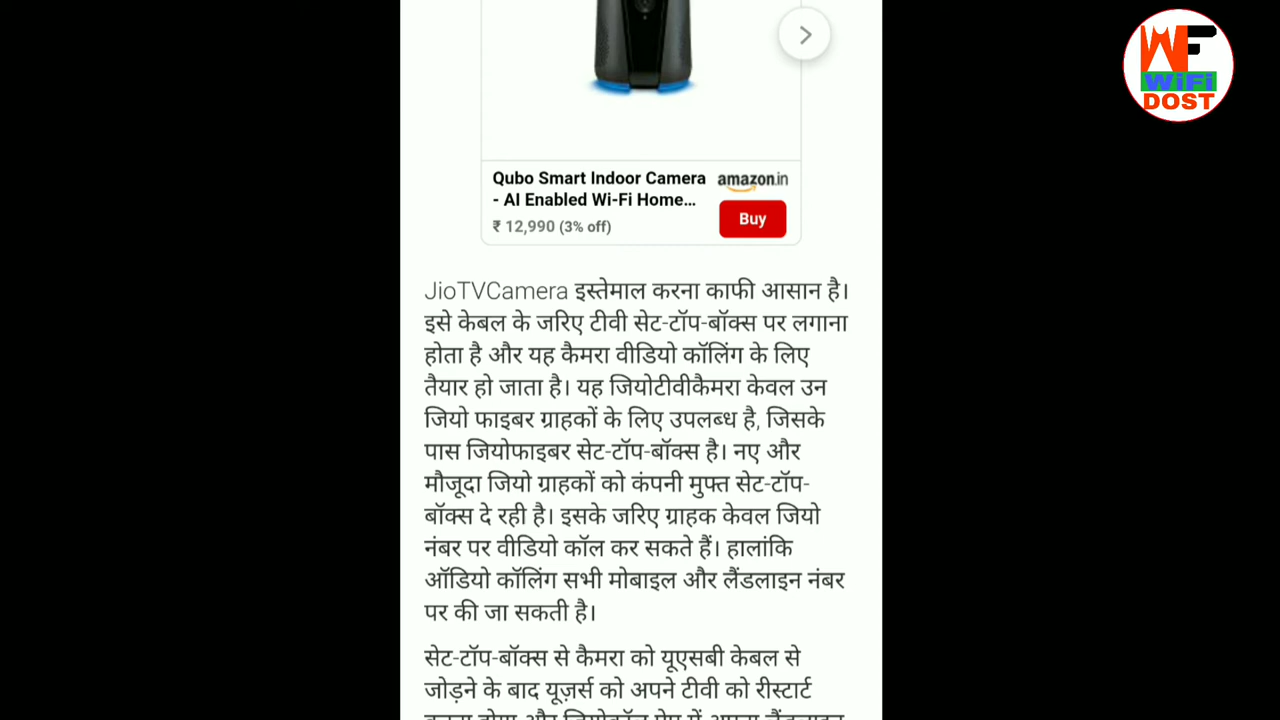 WF
WiFi
DOST
Qubo Smart Indoor Camera
- AI Enabled Wi-Fi Home...
₹ 12,990 (3% off)
amazon.in
Buy
JioTVCamera इस्तेमाल करना काफी आसान है।
इसे केबल के जरिए टीवी सेट-टॉप-बॉक्स पर लगाना
होता है और यह कैमरा वीडियो कॉलिंग के लिए
तैयार हो जाता है। यह जियोटीवीकैमरा केवल उन
जियो फाइबर ग्राहकों के लिए उपलब्ध है, जिसके
पास जियोफाइबर सेट-टॉप-बॉक्स है। नए और
मौजूदा जियो ग्राहकों को कंपनी मुफ्त सेट-टॉप-
बॉक्स दे रही है। इसके जरिए ग्राहक केवल जियो
नंबर पर वीडियो कॉल कर सकते हैं। हालांकि
ऑडियो कॉलिंग सभी मोबाइल और लैंडलाइन नंबर
पर की जा सकती है।
सेट-टॉप-बॉक्स से कैमरा को यूएसबी केबल से
जोड़ने के बाद यूज़र्स को अपने टीवी को रीस्टार्ट